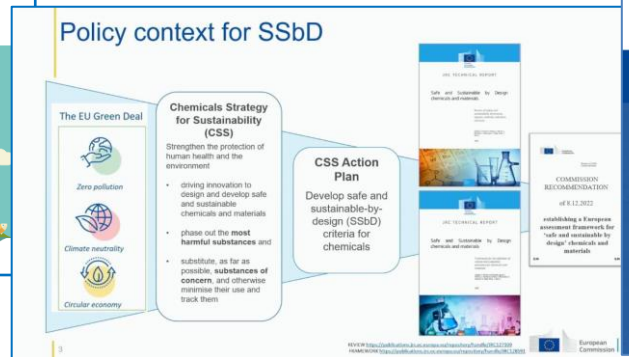 Policy context for SSbD
The EU Green Deal
Zero pollution
Climate neutrality
Circular economy
Chemicals Strategy
for Sustainability
(CSS)
Strengthen the protection of
human health and the
environment
• driving innovation to
design and develop safe
and sustainable
chemicals and materials
• phase out the most
harmful substances and
• substitute, as far as
possible, substances of
concern, and otherwise
minimise their use and
track them
CSS Action
Plan
Develop safe and
sustainable-by-
design (SSbD)
criteria for
chemicals
JRC TECHNICAL REPORT
Safe and Sustainable by Design
chemicals and materials
JRC TECHNICAL REPORT
Safe and Sustainable by Design
chemicals and materials
COMMISSION
RECOMMENDATION
of 8.12.2022
establishing a European
assessment framework for
'safe and sustainable by
design' chemicals and
materials
3
European
Commission